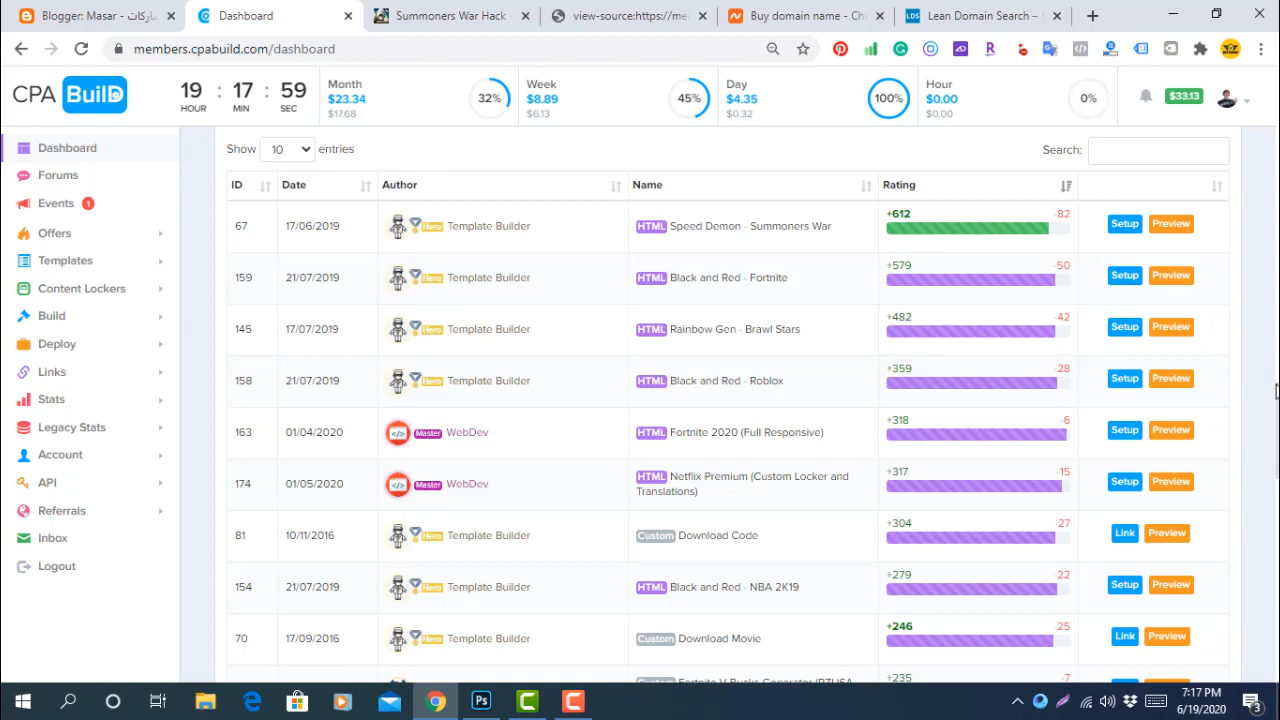 Blogger: Masar - ماركات
Dashboard
Summoners War Hack -
view-source:https://me
Buy domain name - Che
Lean Domain Search –
members.cpabuild.com/dashboard
CPA BuilD
19 : 17 : 59
HOUR MIN SEC
Month
$23.34
$17.68
32%
Week
$8.89
$6.13
45%
Day
$4.35
$0.32
100%
Hour
$0.00
$0.00
0%
$33.13
Dashboard
Forums
Events 1
Offers
Templates
Content Lockers
Build
Deploy
Links
Stats
Legacy Stats
Account
API
Referrals
Inbox
Logout
Show 10 entries
Search:
ID Date Author Name Rating
67 17/06/2019 Hero Template Builder HTML Speed Demon - Summoners War +612 -82 Setup Preview
159 21/07/2019 Hero Template Builder HTML Black and Red - Fortnite +579 -50 Setup Preview
145 17/07/2019 Hero Template Builder HTML Rainbow Gen - Brawl Stars +482 -42 Setup Preview
158 21/07/2019 Hero Template Builder HTML Black and Red - Roblox +359 -28 Setup Preview
163 01/04/2020 Master WebDev HTML Fortnite 2020 (Full Responsive) +318 -6 Setup Preview
174 01/05/2020 Master WebDev HTML Netflix Premium (Custom Locker and +317 -15 Setup Preview
Translations)
81 10/11/2016 Hero Template Builder Custom Download Code +304 -27 Link Preview
154 21/07/2019 Hero Template Builder HTML Black and Red - NBA 2K19 +279 -22 Setup Preview
70 17/09/2016 Hero Template Builder Custom Download Movie +246 -25 Link Preview
+235 -7
7:17 PM
6/19/2020
3